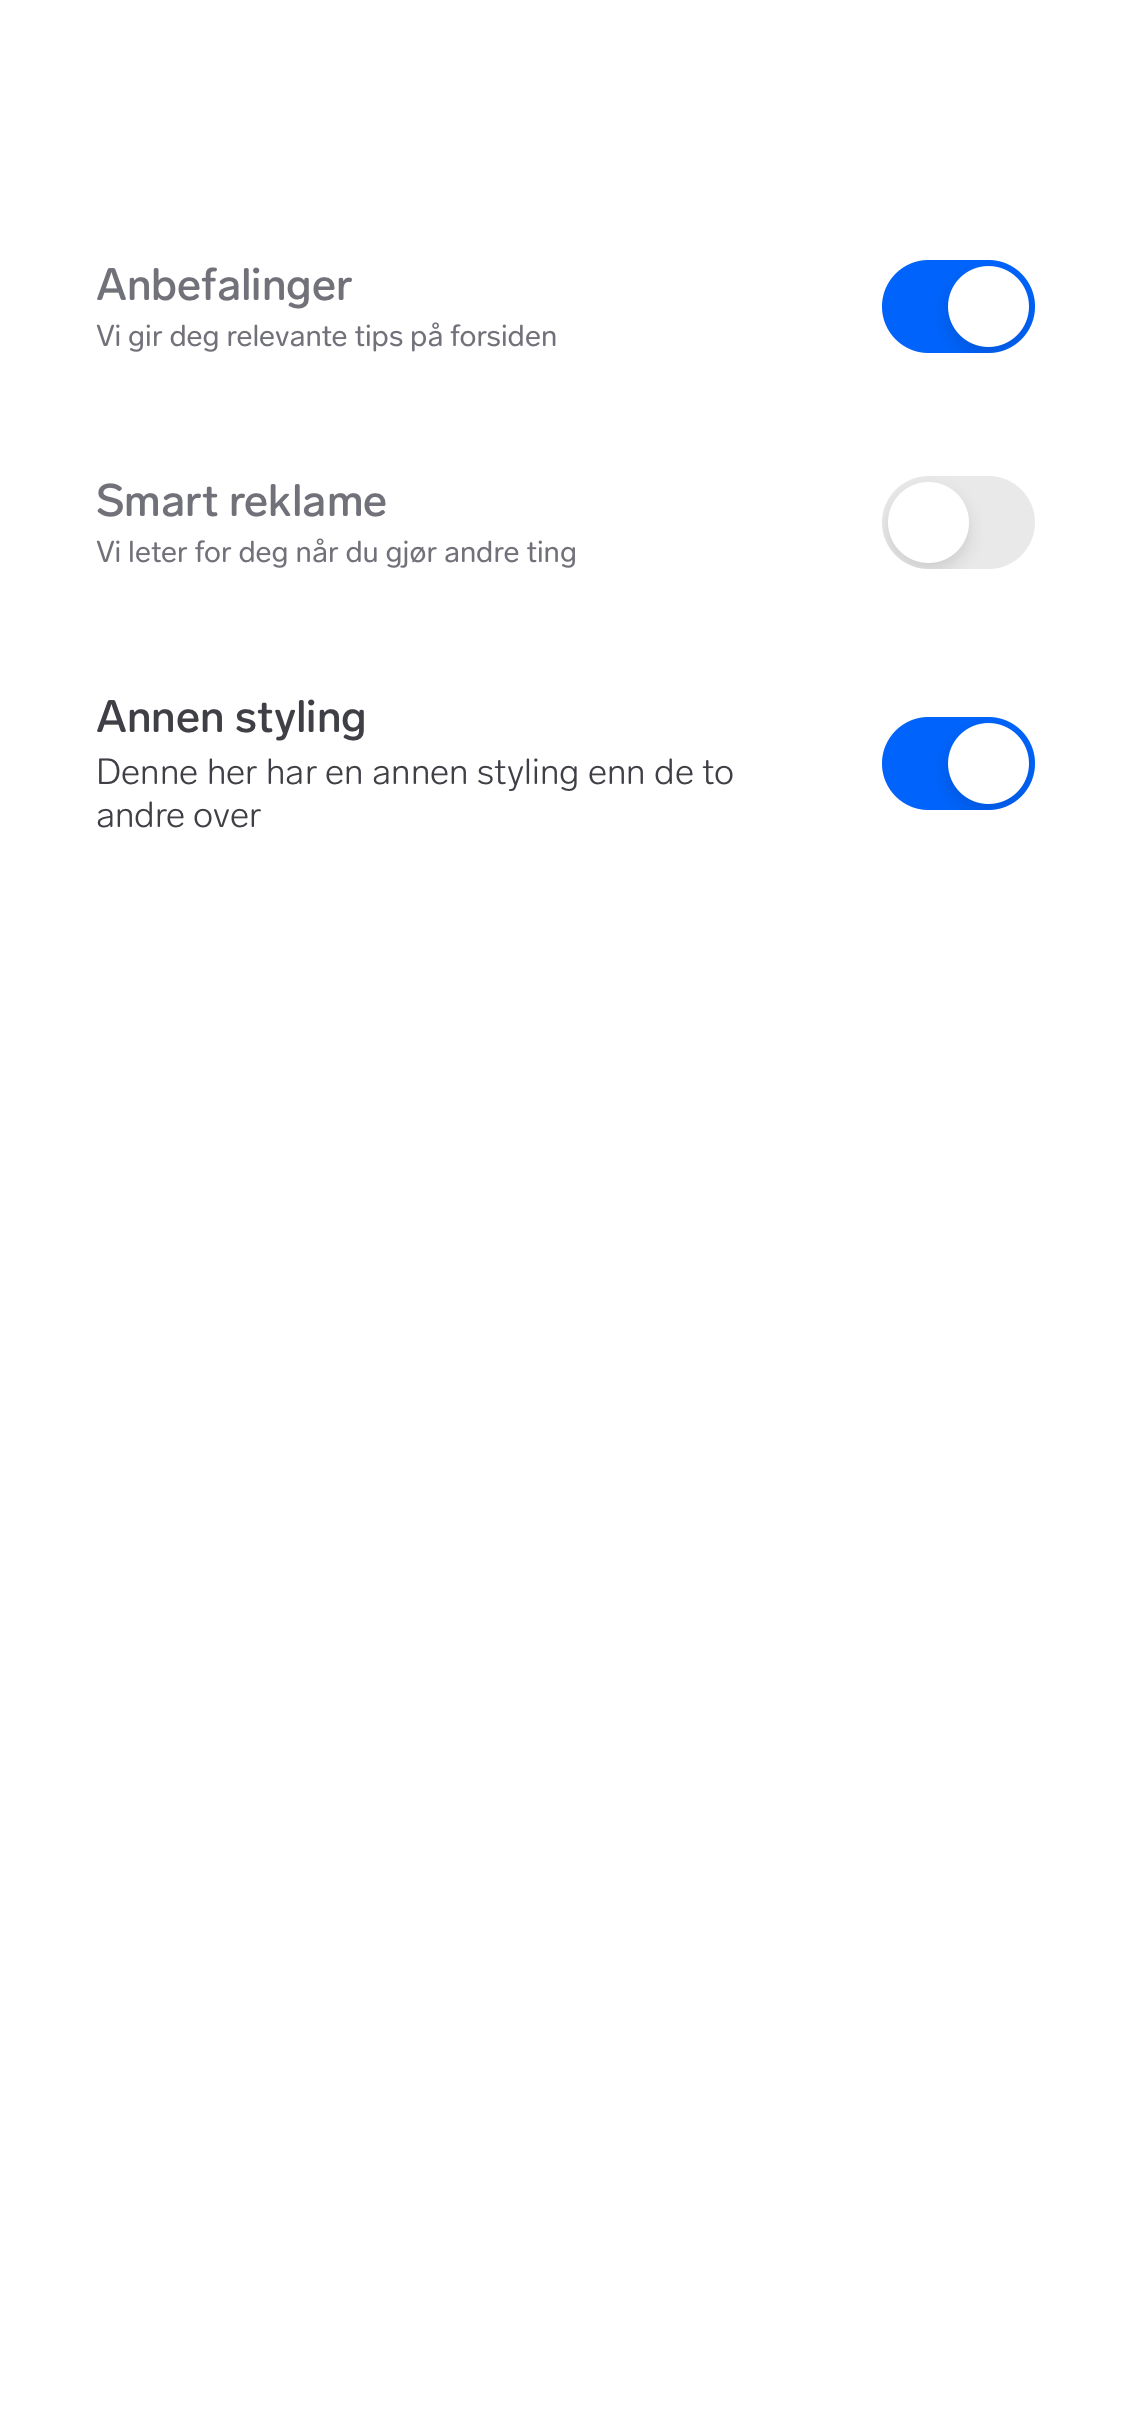 Anbefalinger
Vi gir deg relevante tips på forsiden
Smart reklame
Vi leter for deg når du gjør andre ting
Annen styling
Denne her har en annen styling enn de to
andre over